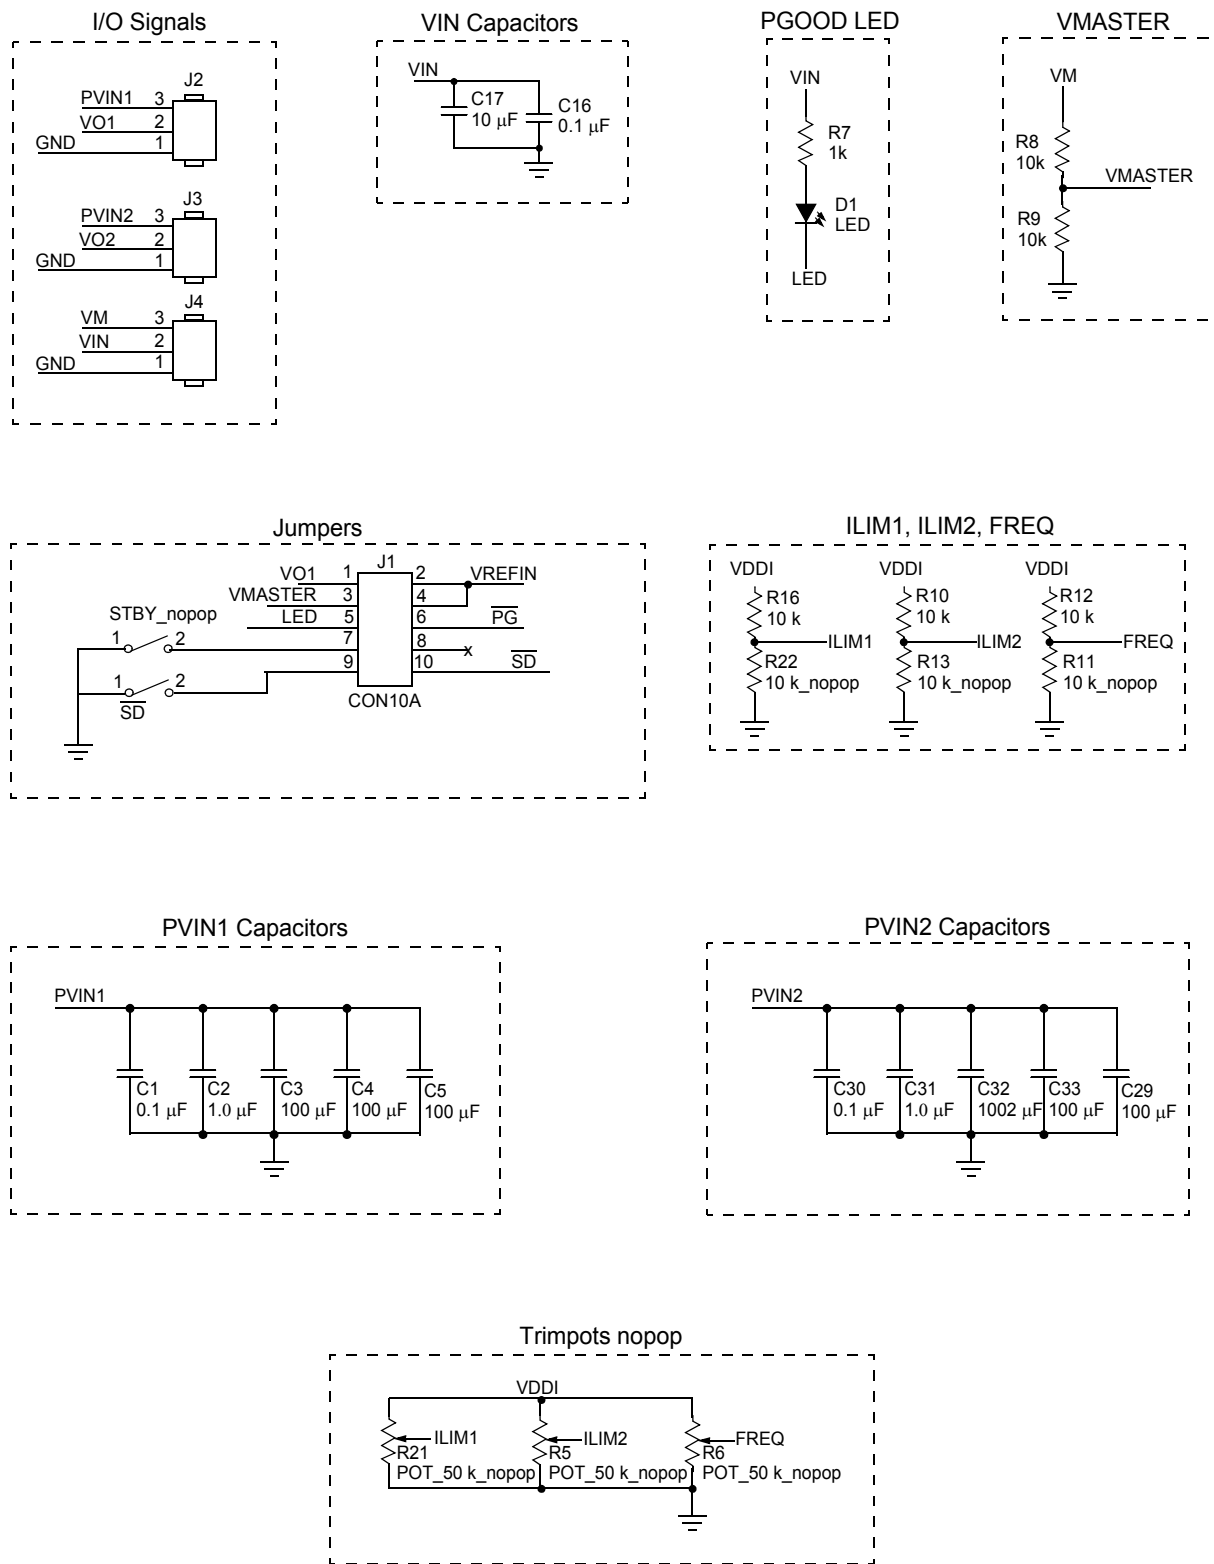 I/O Signals
J2
PVIN1 3
VO1 2
GND 1
J3
PVIN2 3
VO2 2
GND 1
J4
VM 3
VIN 2
GND 1
VIN Capacitors
VIN
C17
10 μF
C16
0.1 μF
PGOOD LED
VIN
R7
1k
D1
LED
LED
VMASTER
VM
R8
10k
VMASTER
R9
10k
Jumpers
J1
VO1 1 2 VREFIN
VMASTER 3 4
LED 5 6 P̅G̅
STBY_nopop
1 2 7 8 x
9 10 S̅D̅
1 2
S̅D̅
CON10A
ILIM1, ILIM2, FREQ
VDDI VDDI VDDI
R16 R10 R12
10 k 10 k 10 k
ILIM1 ILIM2 FREQ
R22 R13 R11
10 k_nopop 10 k_nopop 10 k_nopop
PVIN1 Capacitors
PVIN1
C1 C2 C3 C4 C5
0.1 μF 1.0 μF 100 μF 100 μF 100 μF
PVIN2 Capacitors
PVIN2
C30 C31 C32 C33 C29
0.1 μF 1.0 μF 1002 μF 100 μF 100 μF
Trimpots nopop
VDDI
ILIM1 ILIM2 FREQ
R21 R5 R6
POT_50 k_nopop POT_50 k_nopop POT_50 k_nopop